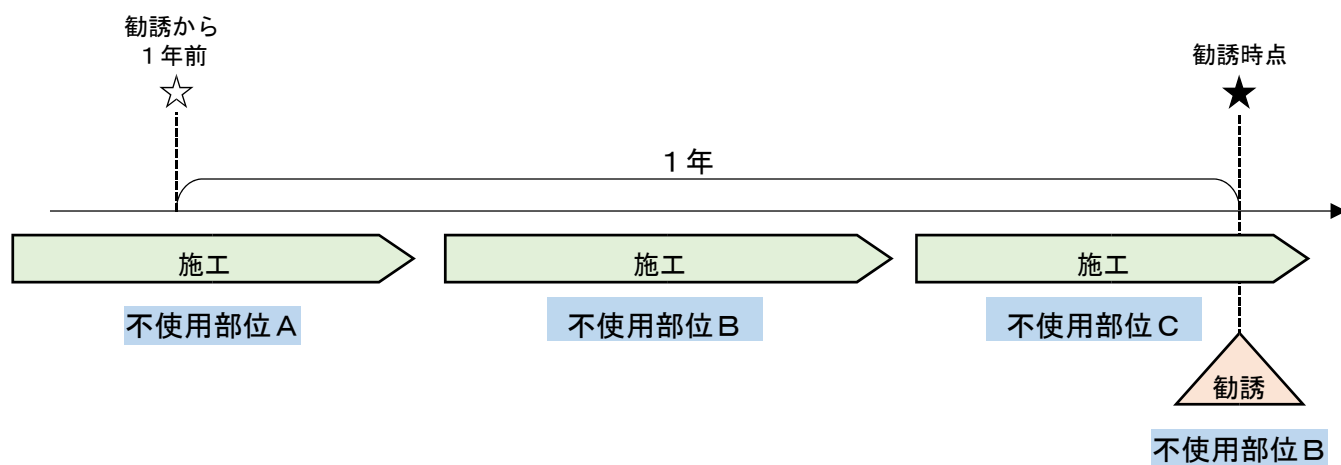 勧誘から
１年前
☆
勧誘時点
★
１年
施工
施工
施工
不使用部位Ａ
不使用部位Ｂ
不使用部位Ｃ
勧誘
不使用部位Ｂ